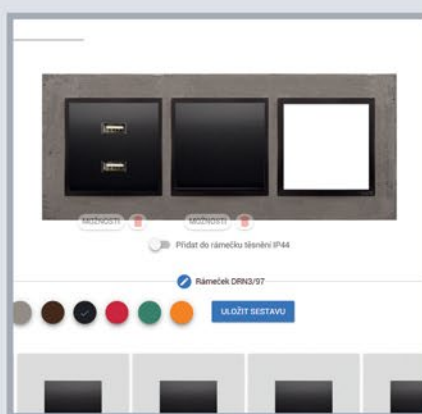 MOŽNOSTI MOŽNOSTI
Přidat do rámečku těsnění IP44
Rámeček DRN3/97
ULOŽIT SESTAVU